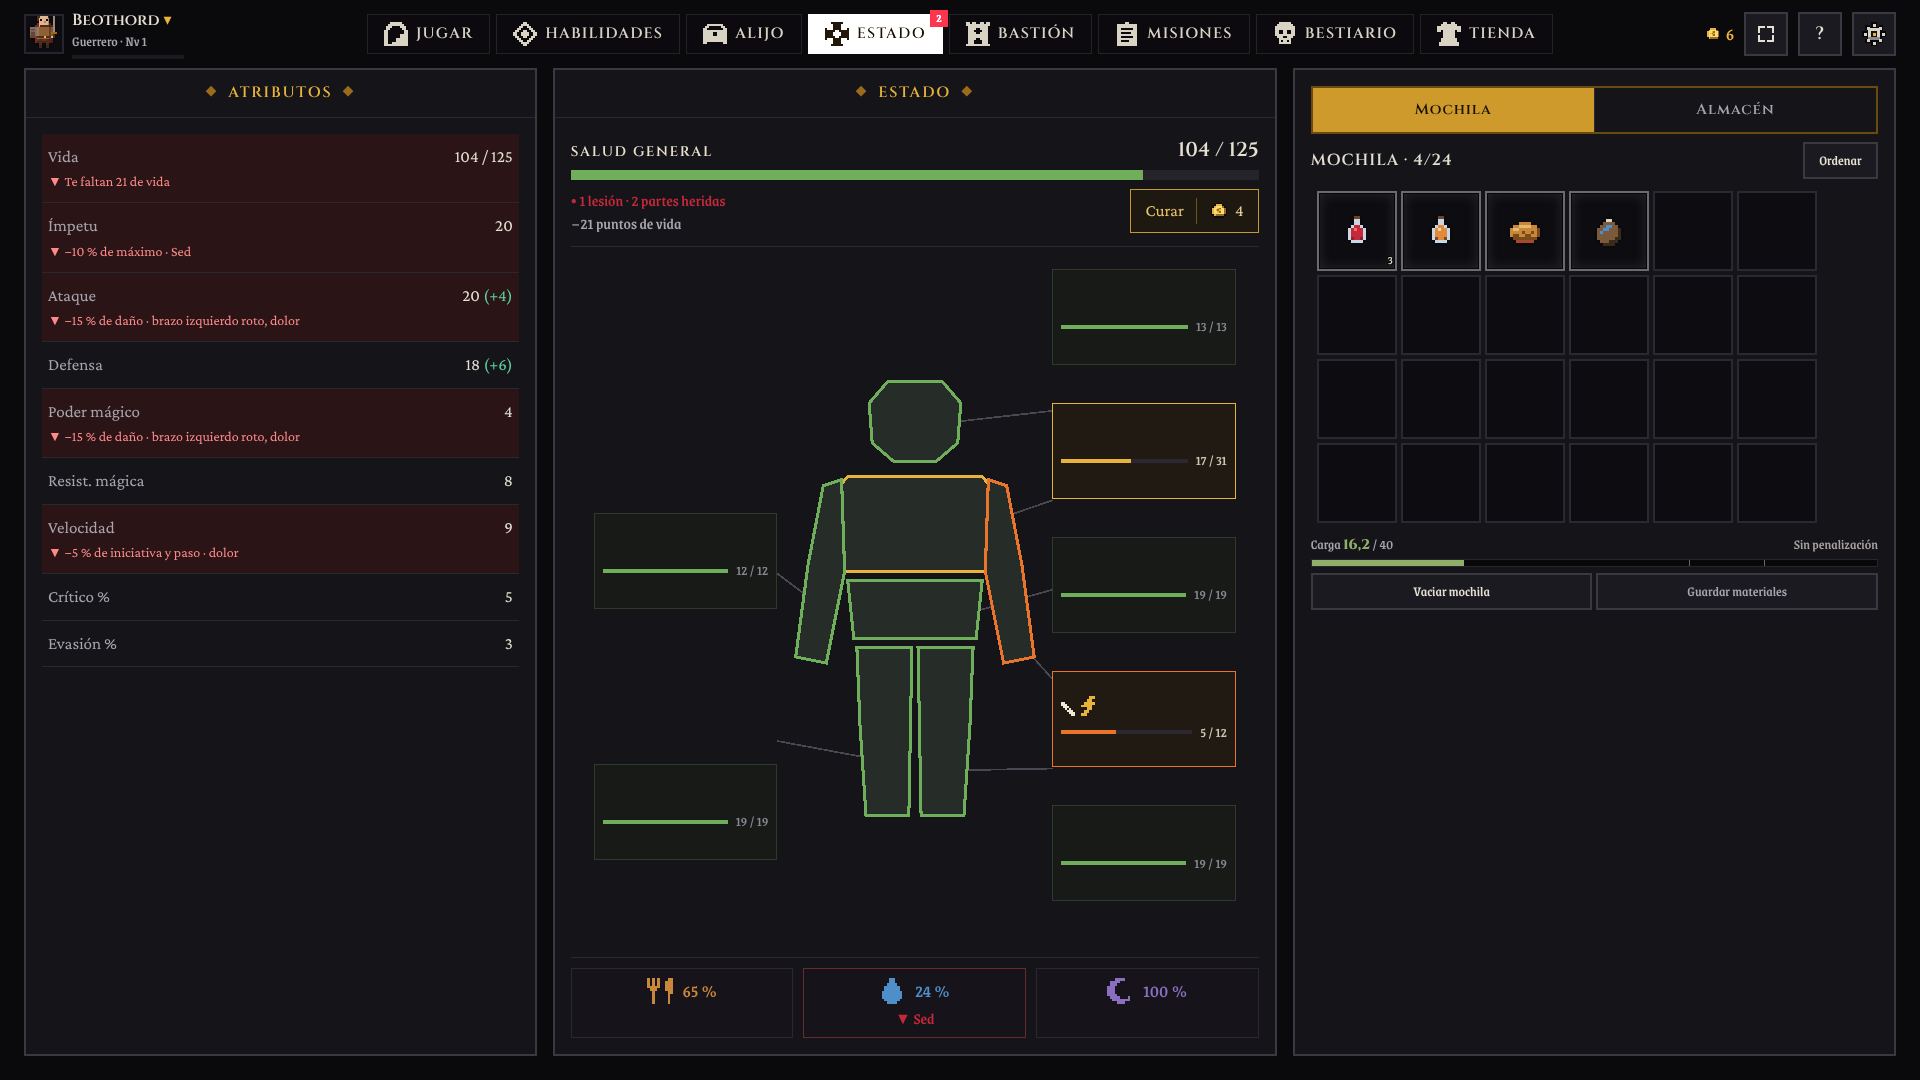 BEOTHORD ▼
Guerrero · Nv 1
JUGAR
HABILIDADES
ALIJO
ESTADO
2
BASTIÓN
MISIONES
BESTIARIO
TIENDA
6
?
ATRIBUTOS
Vida 104 / 125
▼ Te faltan 21 de vida
Ímpetu 20
▼ −10 % de máximo · Sed
Ataque 20 (+4)
▼ −15 % de daño · brazo izquierdo roto, dolor
Defensa 18 (+6)
Poder mágico 4
▼ −15 % de daño · brazo izquierdo roto, dolor
Resist. mágica 8
Velocidad 9
▼ −5 % de iniciativa y paso · dolor
Crítico % 5
Evasión % 3
ESTADO
SALUD GENERAL 104 / 125
• 1 lesión · 2 partes heridas
−21 puntos de vida
Curar 4
13 / 13
17 / 31
12 / 12
19 / 19
5 / 12
19 / 19
19 / 19
65 %
24 %
▼ Sed
100 %
MOCHILA
ALMACÉN
MOCHILA · 4/24
Ordenar
3
Carga 16,2 / 40
Sin penalización
Vaciar mochila
Guardar materiales